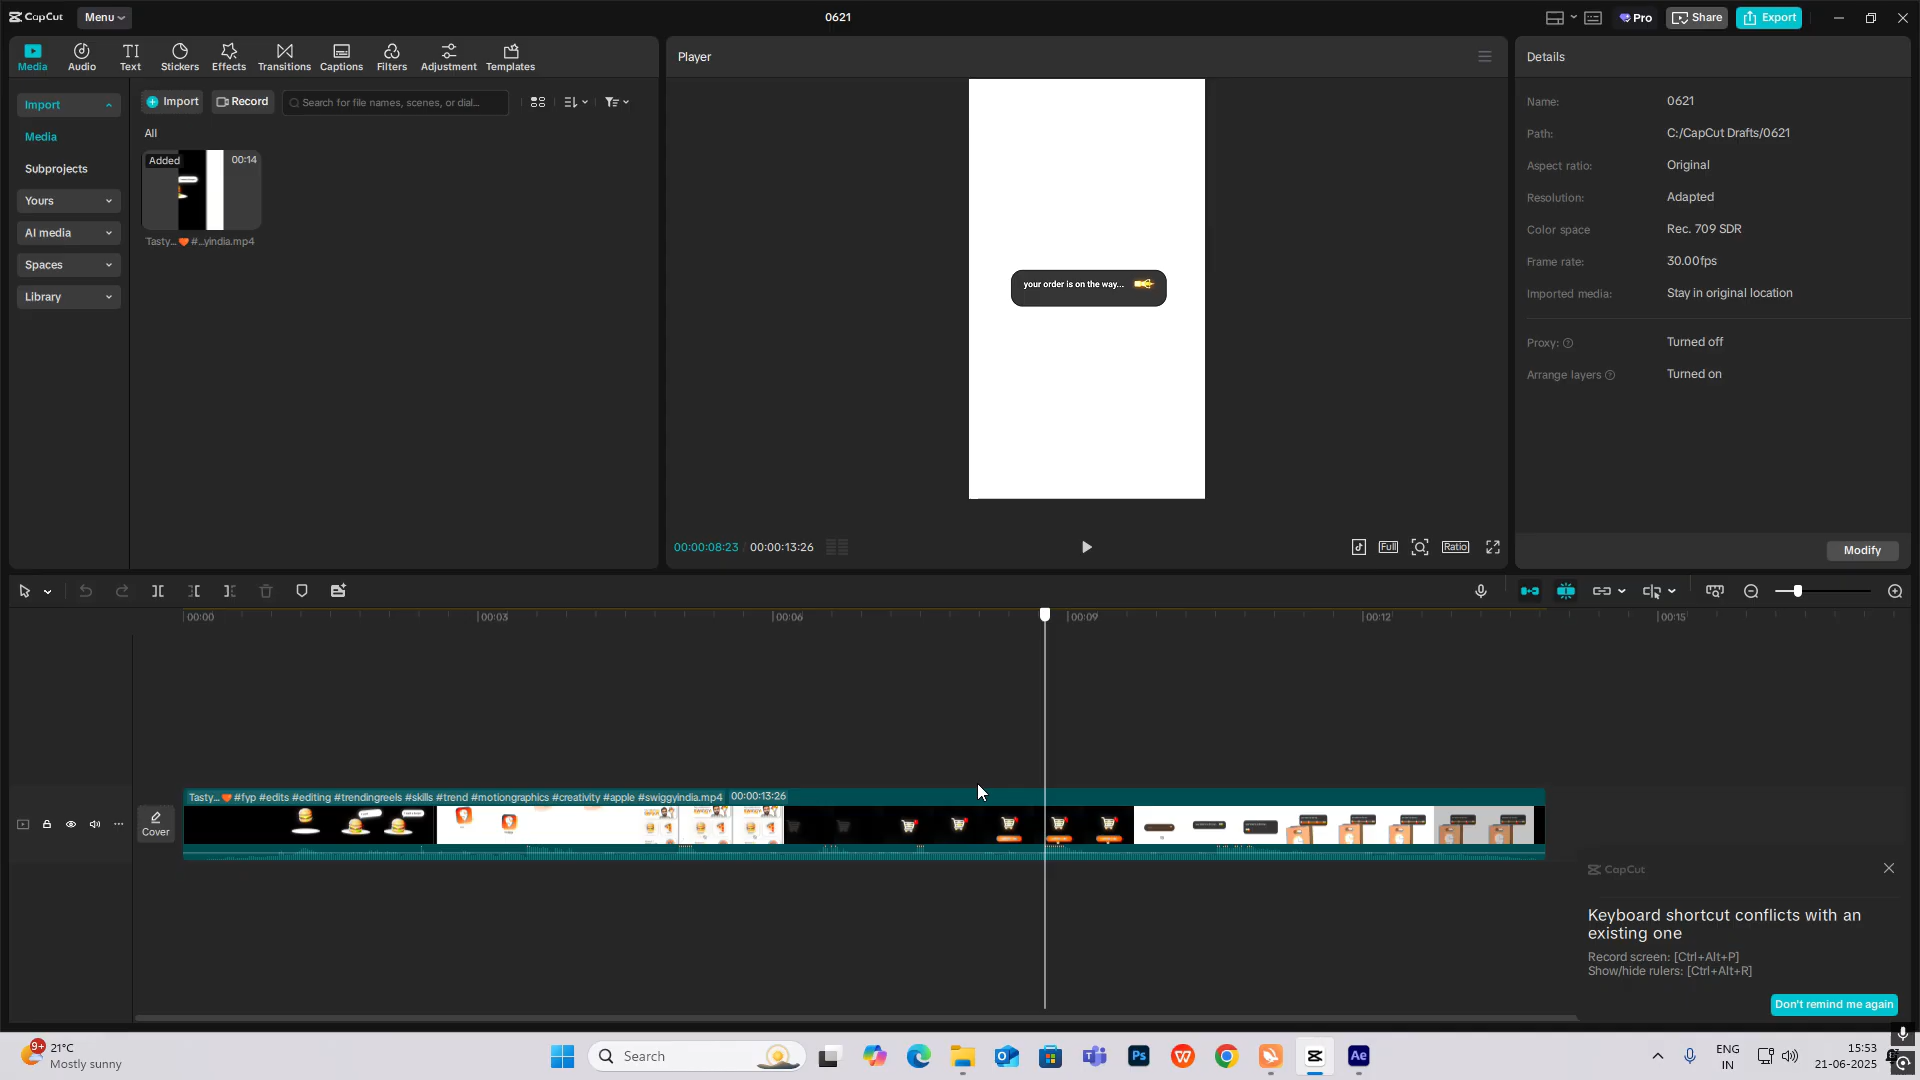 CapCut
Menu
0621
Pro
Share
Export
Media
Audio
Text
Stickers
Effects
Transitions
Captions
Filters
Adjustment
Templates
Import
Media
Subprojects
Yours
AI media
Spaces
Library
Import
Record
Search for file names, scenes, or dial...
All
Added
00:14
Tasty...🧡#...yindia.mp4
Player
your order is on the way...
00:00:08:23
00:00:13:26
Full
Ratio
Details
Name:
0621
Path:
C:/CapCut Drafts/0621
Aspect ratio:
Original
Resolution:
Adapted
Color space
Rec. 709 SDR
Frame rate:
30.00fps
Imported media:
Stay in original location
Proxy:
Turned off
Arrange layers
Turned on
Modify
00:00
00:03
00:06
00:09
00:12
00:15
Cover
Tasty...🧡#fyp #edits #editing #trendingreels #skills #trend #motiongraphics #creativity #apple #swiggyindia.mp4
00:00:13:26
CapCut
Keyboard shortcut conflicts with an
existing one
Record screen: [Ctrl+Alt+P]
Show/hide rulers: [Ctrl+Alt+R]
Don't remind me again
9+
21°C
Mostly sunny
Search
Ps
Ae
ENG
IN
15:53
21-06-2025